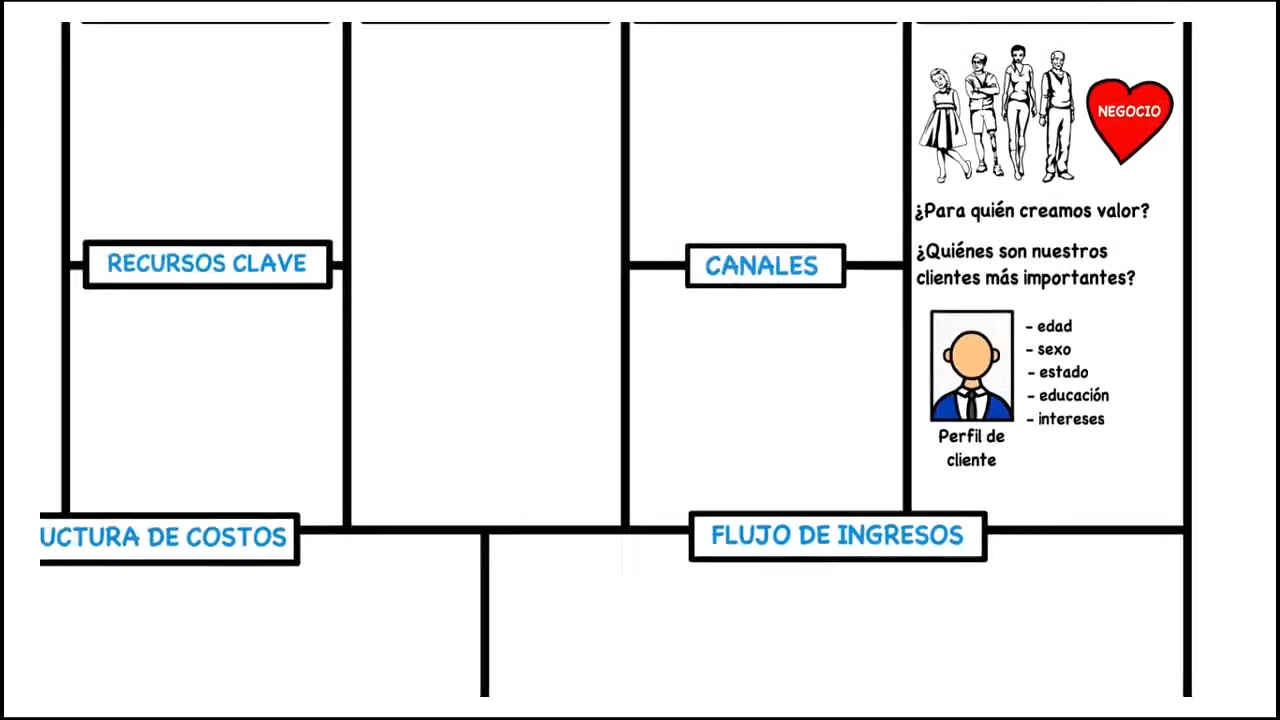 NEGOCIO
¿Para quién creamos valor?
¿Quiénes son nuestros
clientes más importantes?
RECURSOS CLAVE
CANALES
- edad
- sexo
- estado
- educación
- intereses
Perfil de
cliente
UCTURA DE COSTOS
FLUJO DE INGRESOS